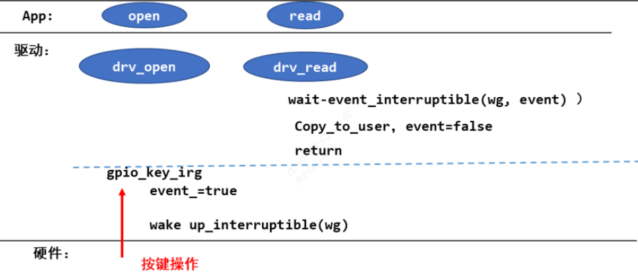 App: open read
驱动: drv_open drv_read
wait-event_interruptible(wg, event) )
Copy_to_user, event=false
return
gpio_key_irg
event_=true
wake up_interruptible(wg)
硬件:
按键操作